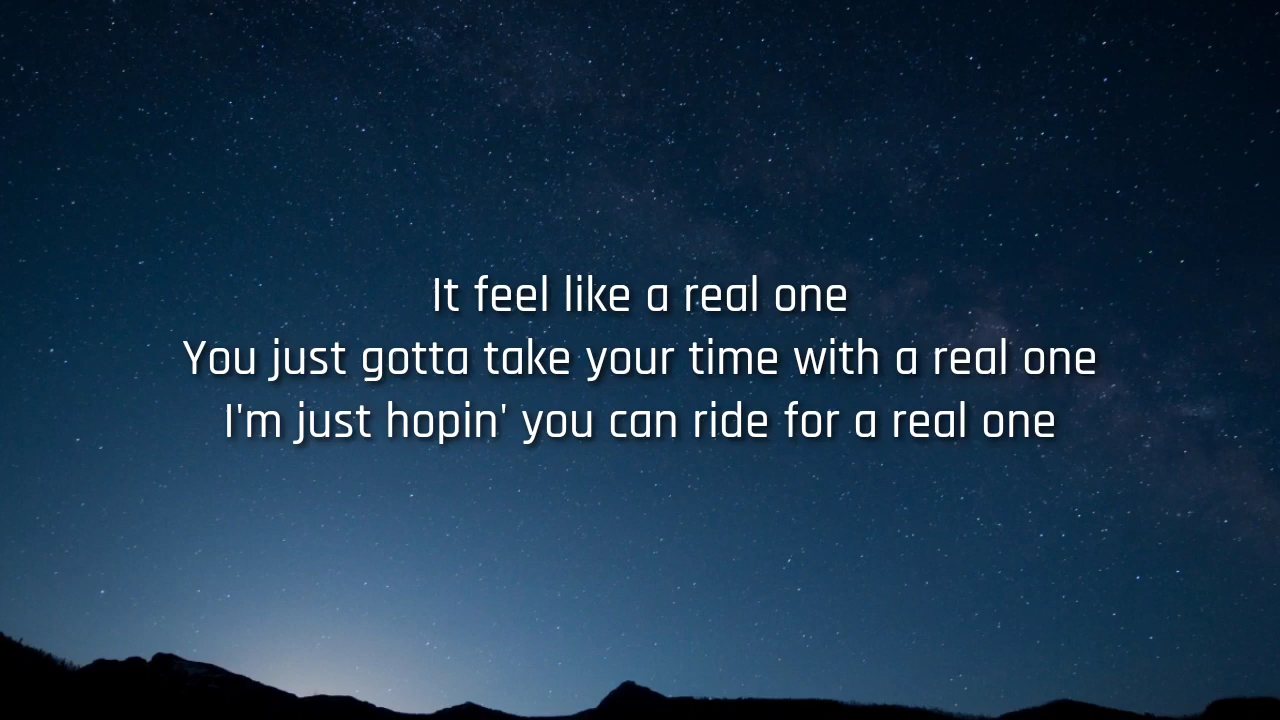 It feel like a real one
You just gotta take your time with a real one
I'm just hopin' you can ride for a real one